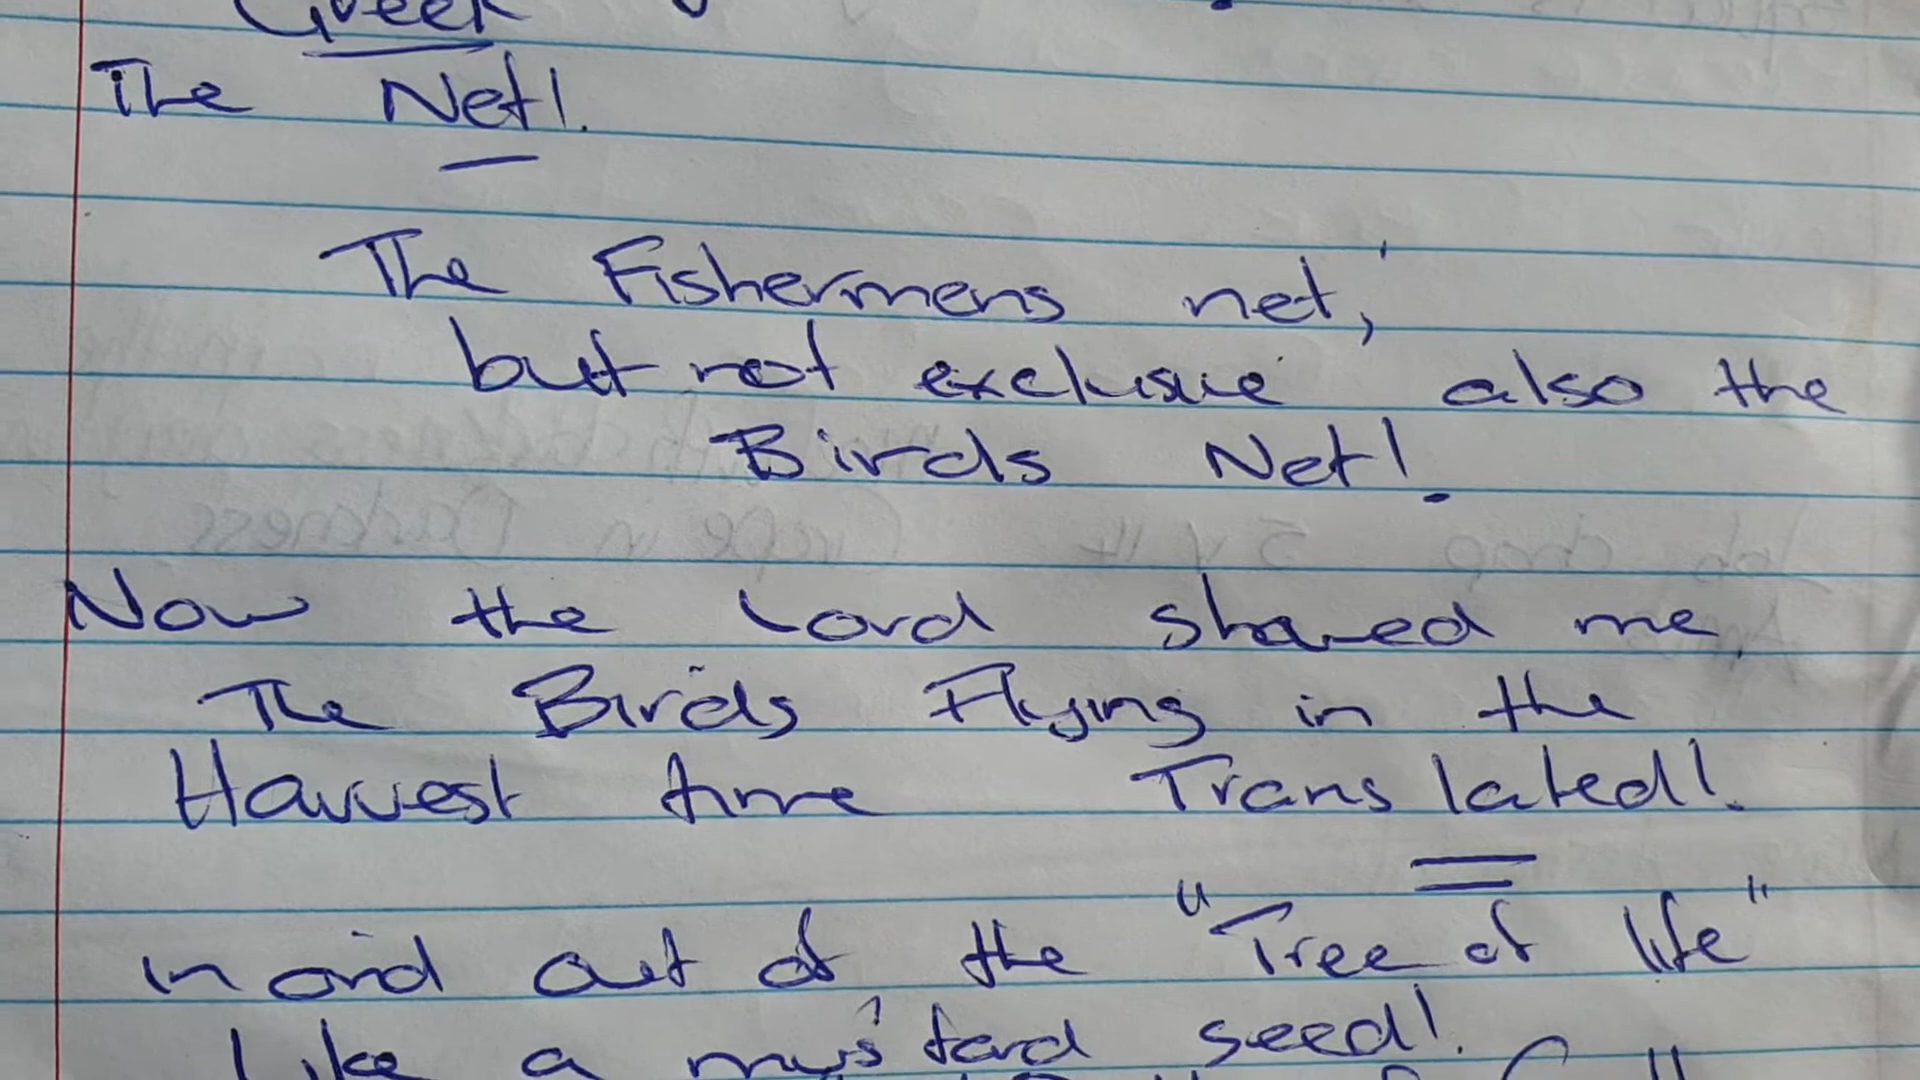 Greek
The Net!
The Fishermens net,
but not exclusive also the
Birds Net!
Now the Lord shared me
The Birds Flying in the
Harvest time Translated!
in and out of the "Tree of life"
Like a mustard seed!